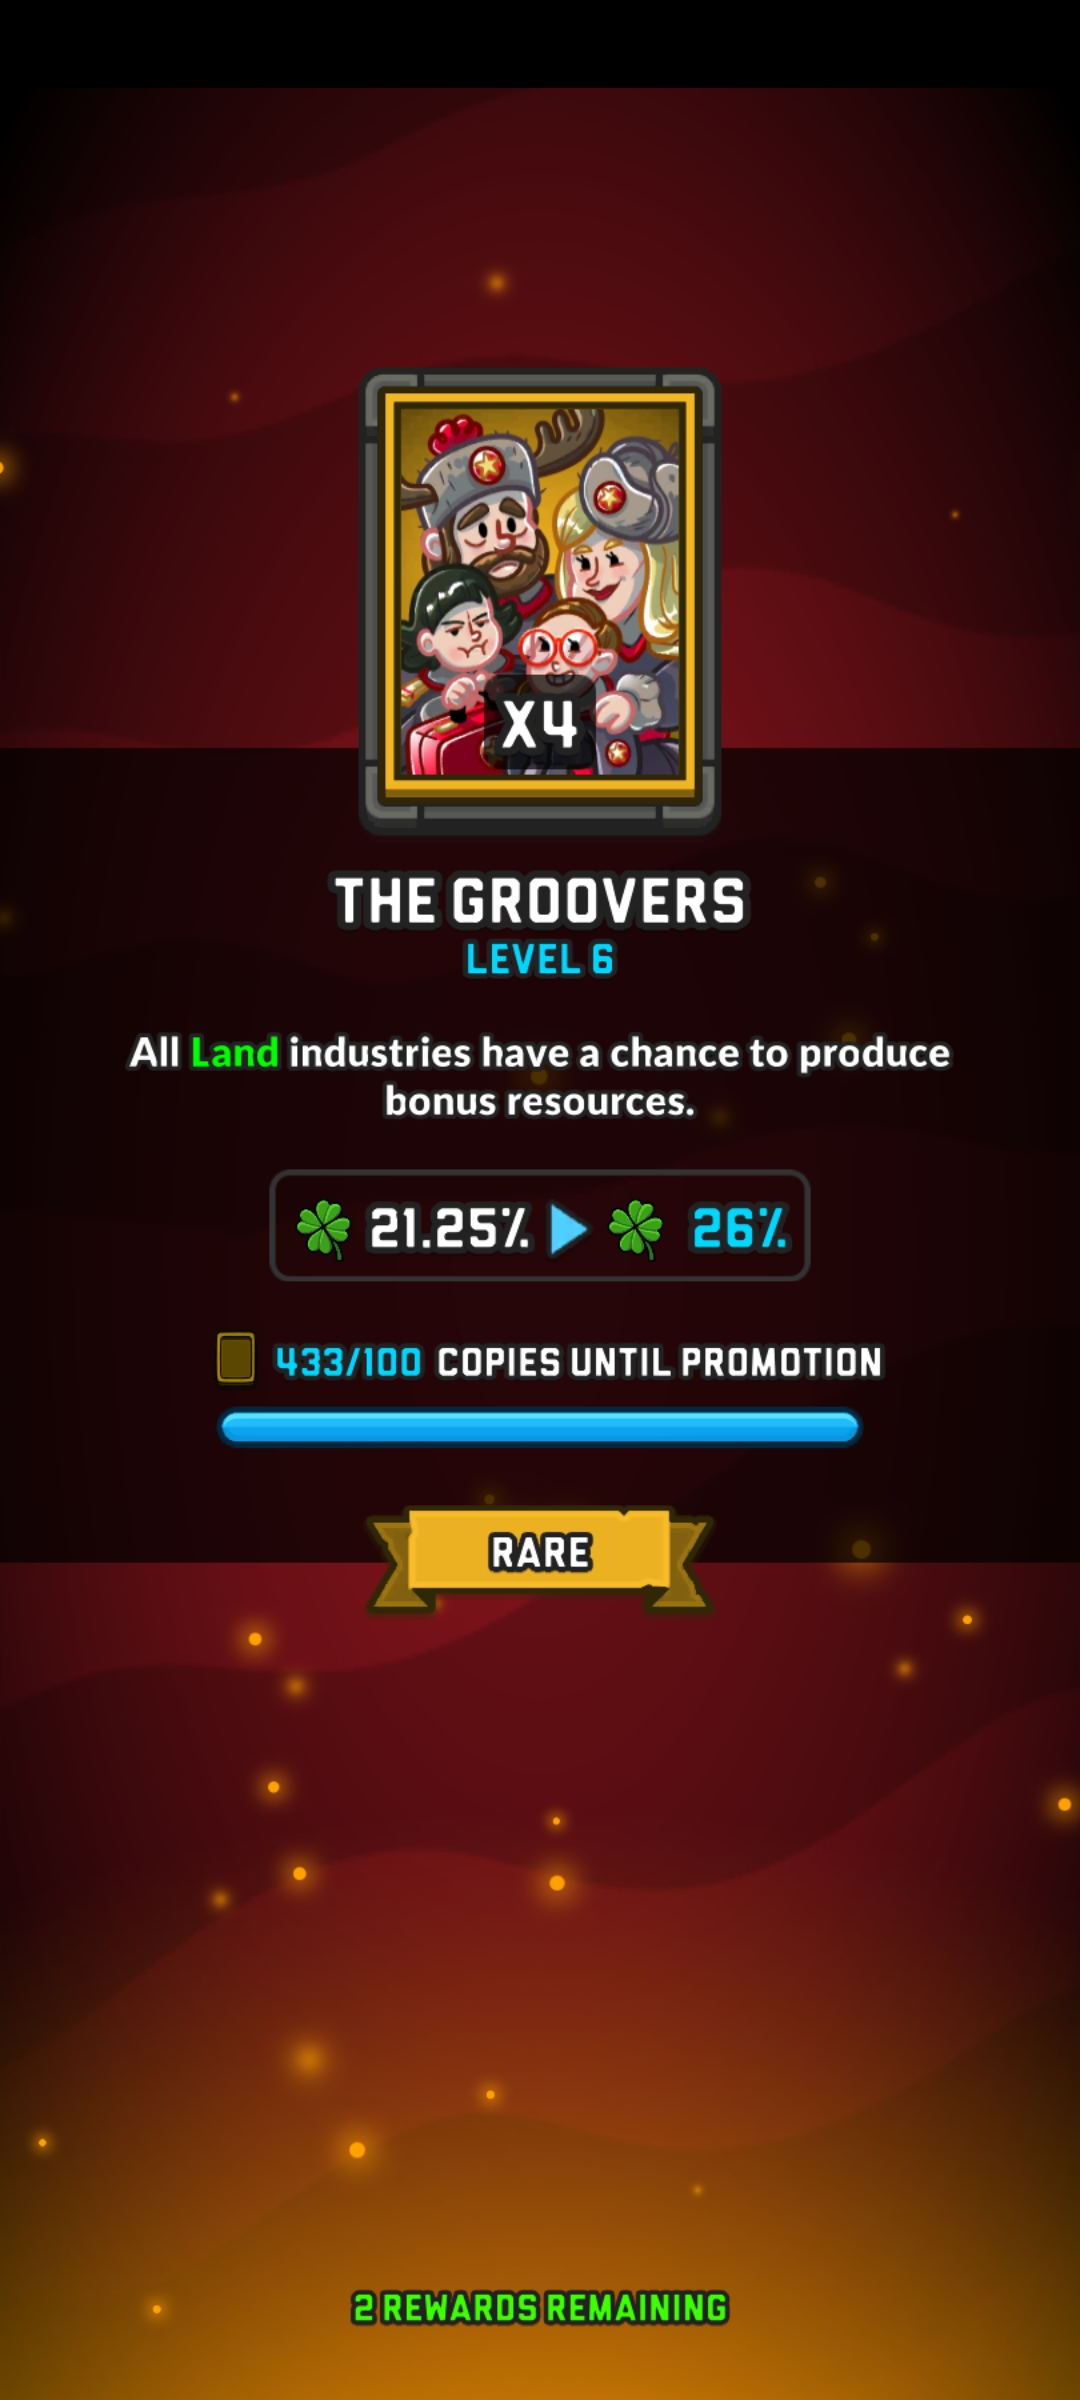 X4
THE GROOVERS
LEVEL 6
All Land industries have a chance to produce
bonus resources.
21.25% 26%
433/100 COPIES UNTIL PROMOTION
RARE
2 REWARDS REMAINING